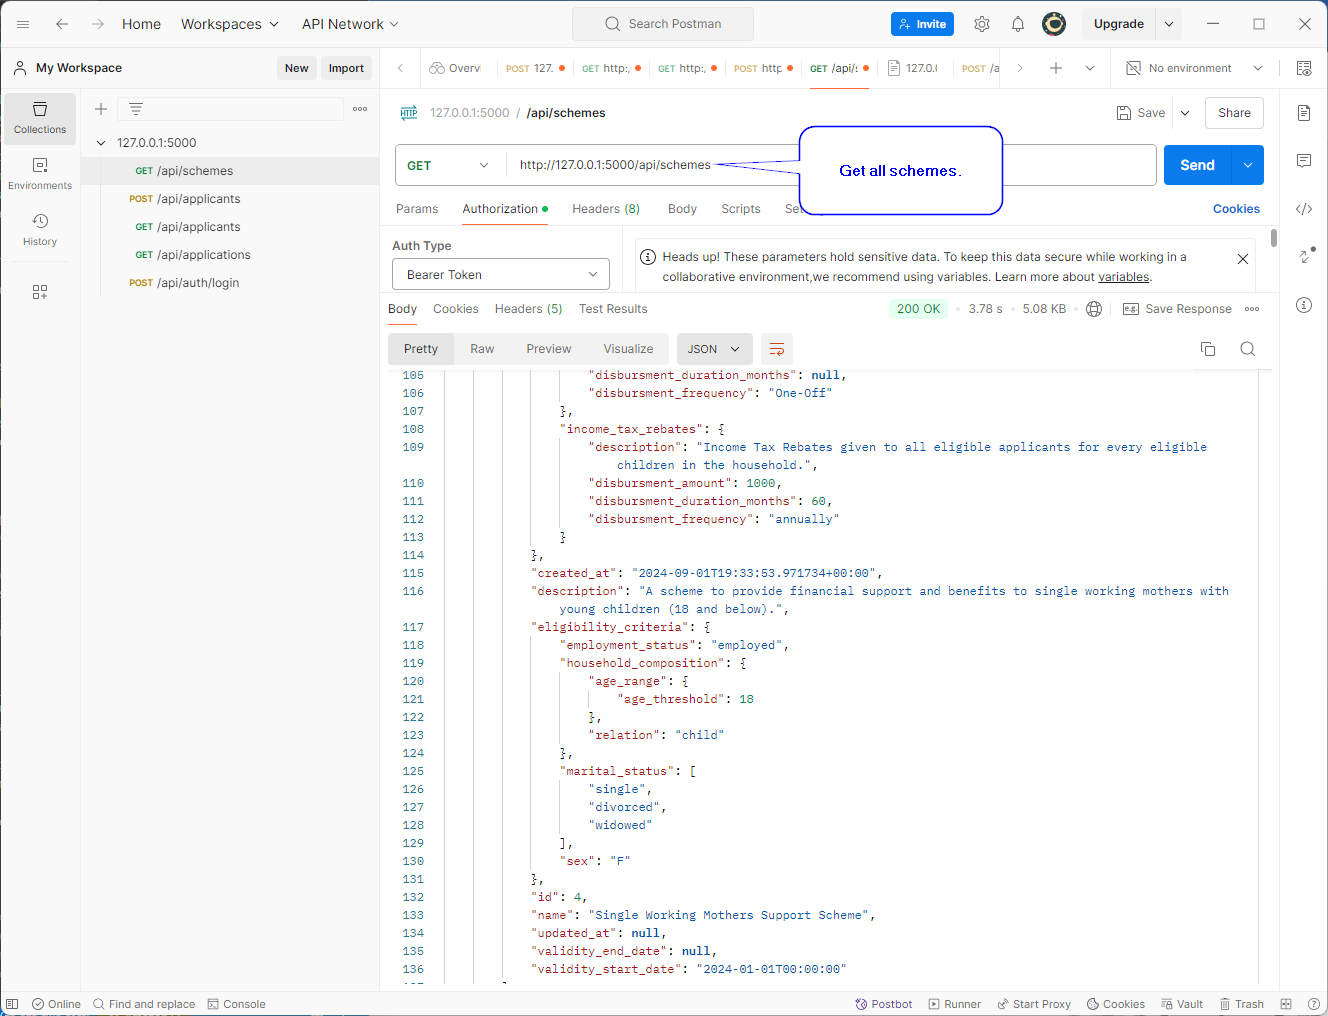 Home Workspaces API Network Search Postman Invite Upgrade
My Workspace New Import Overvi POST 127. GET http:, GET http:, POST http GET /api/s 127.0.( POST /a No environment
Collections
Environments
History
127.0.0.1:5000
GET /api/schemes
POST /api/applicants
GET /api/applicants
GET /api/applications
POST /api/auth/login
HTTP 127.0.0.1:5000 / /api/schemes Save Share
GET http://127.0.0.1:5000/api/schemes Send
Get all schemes.
Params Authorization Headers (8) Body Scripts Cookies
Auth Type
Bearer Token
Heads up! These parameters hold sensitive data. To keep this data secure while working in a
collaborative environment,we recommend using variables. Learn more about variables.
Body Cookies Headers (5) Test Results 200 OK 3.78 s 5.08 KB e.g. Save Response
Pretty Raw Preview Visualize JSON
105 "disbursment_duration_months": null,
106 "disbursment_frequency": "One-Off"
107 },
108 "income_tax_rebates": {
109 "description": "Income Tax Rebates given to all eligible applicants for every eligible
children in the household.",
110 "disbursment_amount": 1000,
111 "disbursment_duration_months": 60,
112 "disbursment_frequency": "annually"
113 }
114 },
115 "created_at": "2024-09-01T19:33:53.971734+00:00",
116 "description": "A scheme to provide financial support and benefits to single working mothers with
young children (18 and below).",
117 "eligibility_criteria": {
118 "employment_status": "employed",
119 "household_composition": {
120 "age_range": {
121 "age_threshold": 18
122 },
123 "relation": "child"
124 },
125 "marital_status": [
126 "single",
127 "divorced",
128 "widowed"
129 ],
130 "sex": "F"
131 },
132 "id": 4,
133 "name": "Single Working Mothers Support Scheme",
134 "updated_at": null,
135 "validity_end_date": null,
136 "validity_start_date": "2024-01-01T00:00:00"
Online Find and replace Console Postbot Runner Start Proxy Cookies Vault Trash